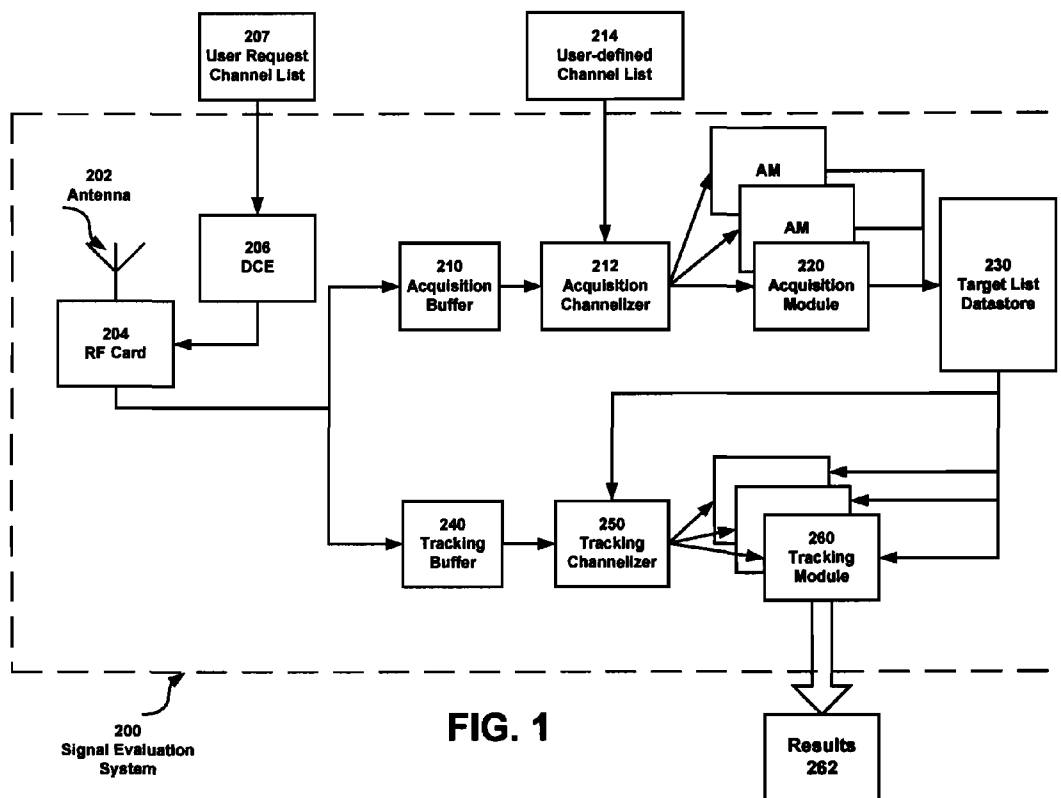 207
User Request
Channel List
214
User-defined
Channel List
202
Antenna
AM
AM
206
DCE
210
Acquisition
Buffer
212
Acquisition
Channelizer
220
Acquisition
Module
230
Target List
Datastore
204
RF Card
240
Tracking
Buffer
250
Tracking
Channelizer
260
Tracking
Module
200
Signal Evaluation
System
FIG. 1
Results
262